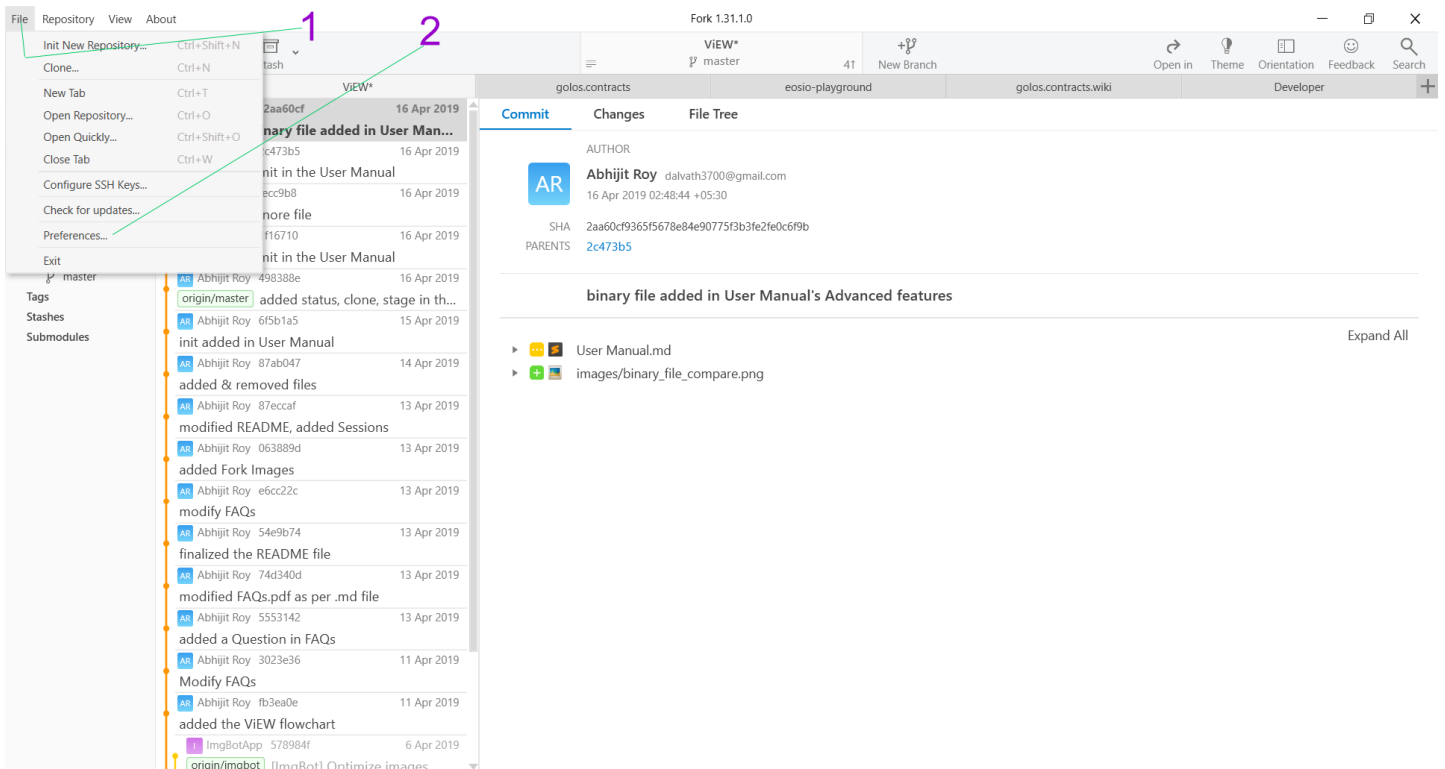 File Repository View About
1
2
Fork 1.31.1.0
Init New Repository... Ctrl+Shift+N
Clone... Ctrl+N
New Tab Ctrl+T
Open Repository... Ctrl+O
Open Quickly... Ctrl+Shift+O
Close Tab Ctrl+W
Configure SSH Keys...
Check for updates...
Preferences...
Exit
tash
ViEW*
master
4↑
New Branch
Open in Theme Orientation Feedback Search
ViEW* golos.contracts eosio-playground golos.contracts.wiki Developer
master
Tags
Stashes
Submodules
2aa60cf 16 Apr 2019
nary file added in User Man...
c473b5 16 Apr 2019
nit in the User Manual
ecc9b8 16 Apr 2019
nore file
f16710 16 Apr 2019
nit in the User Manual
AR Abhijit Roy 498388e 16 Apr 2019
origin/master added status, clone, stage in th...
AR Abhijit Roy 6f5b1a5 15 Apr 2019
init added in User Manual
AR Abhijit Roy 87ab047 14 Apr 2019
added & removed files
AR Abhijit Roy 87eccaf 13 Apr 2019
modified README, added Sessions
AR Abhijit Roy 063889d 13 Apr 2019
added Fork Images
AR Abhijit Roy e6cc22c 13 Apr 2019
modify FAQs
AR Abhijit Roy 54e9b74 13 Apr 2019
finalized the README file
AR Abhijit Roy 74d340d 13 Apr 2019
modified FAQs.pdf as per .md file
AR Abhijit Roy 5553142 13 Apr 2019
added a Question in FAQs
AR Abhijit Roy 3023e36 11 Apr 2019
Modify FAQs
AR Abhijit Roy fb3ea0e 11 Apr 2019
added the ViEW flowchart
I ImgBotApp 578984f 6 Apr 2019
origin/imgbot [ImgBot] Optimize images
Commit Changes File Tree
AUTHOR
AR
Abhijit Roy dalvath3700@gmail.com
16 Apr 2019 02:48:44 +05:30
SHA 2aa60cf9365f5678e84e90775f3b3fe2fe0c6f9b
PARENTS 2c473b5
binary file added in User Manual's Advanced features
Expand All
User Manual.md
images/binary_file_compare.png